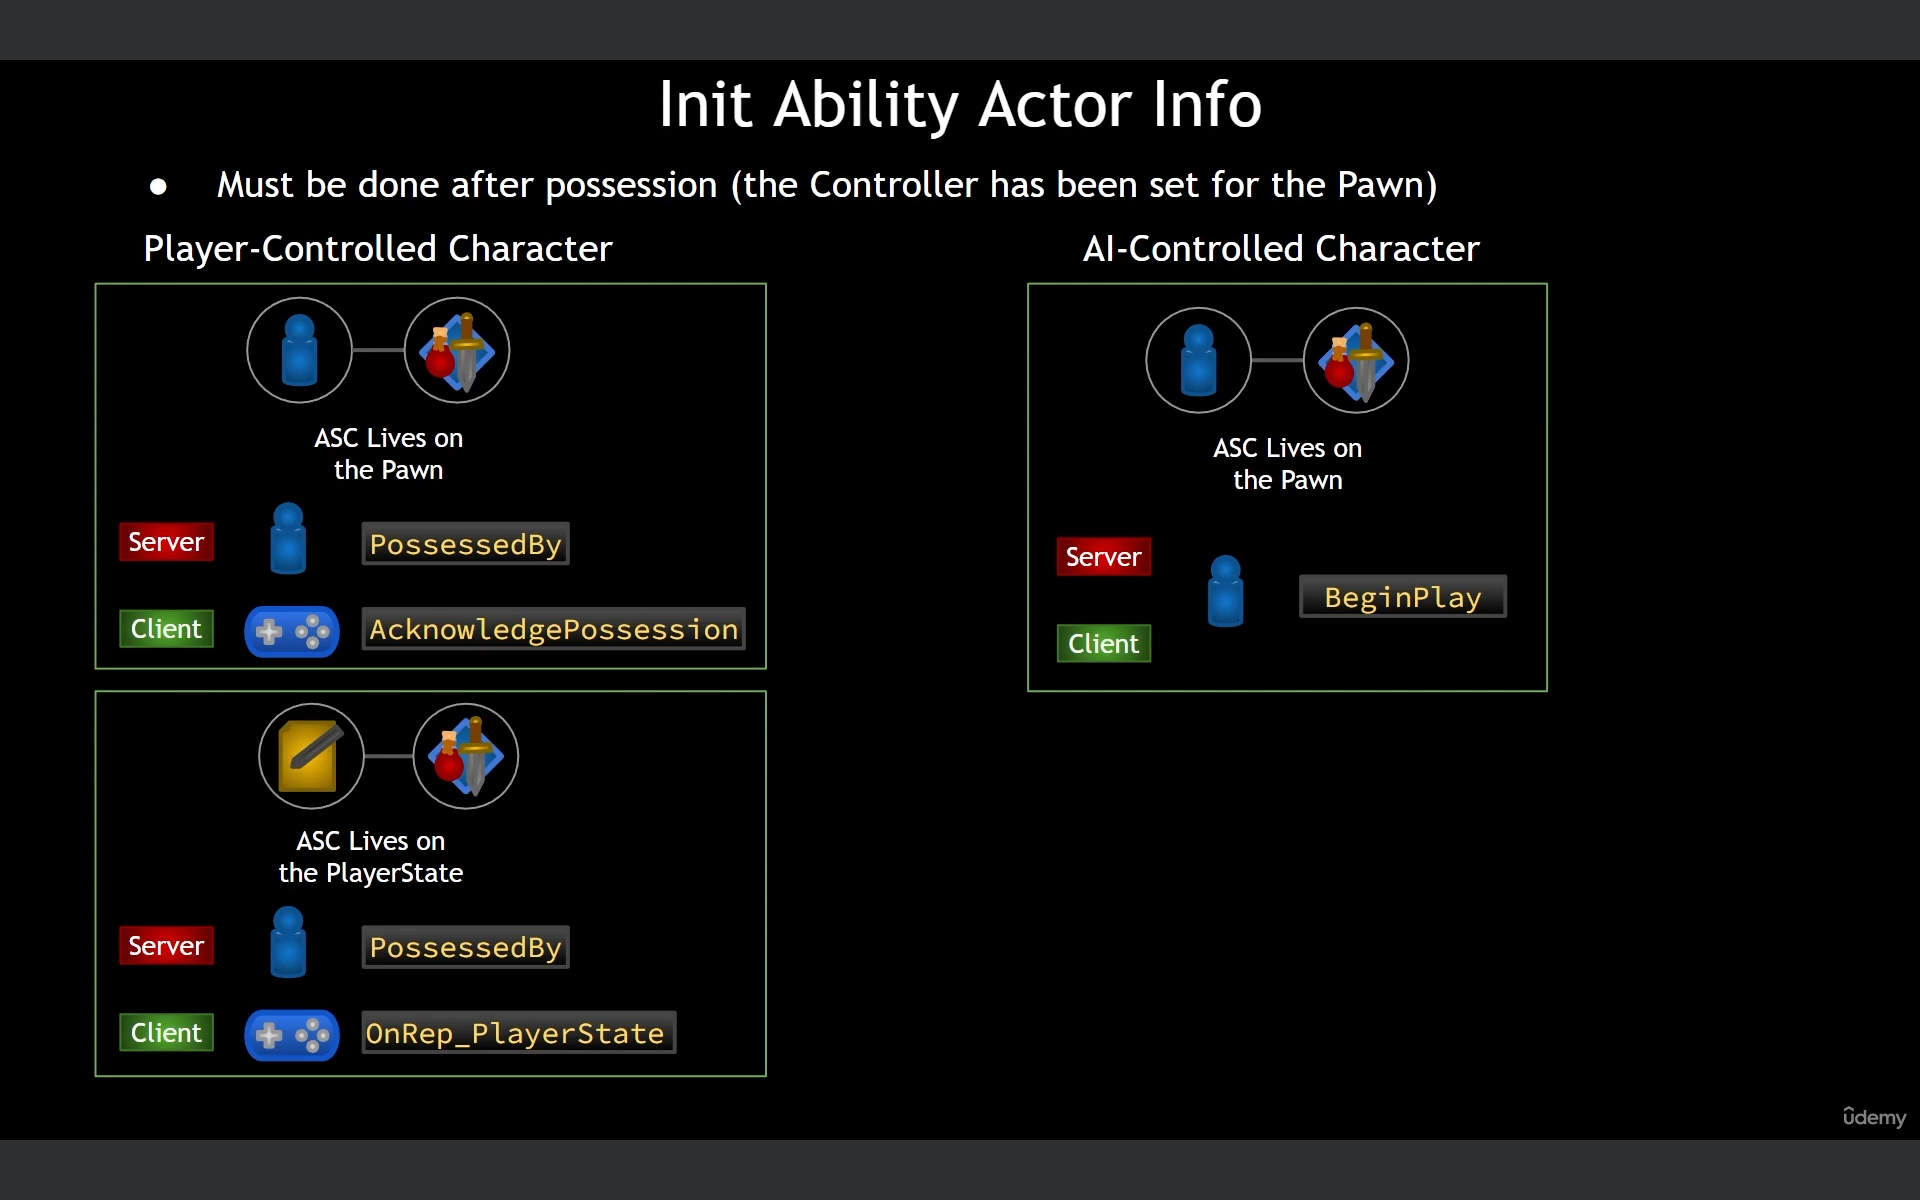 Init Ability Actor Info
● Must be done after possession (the Controller has been set for the Pawn)
Player-Controlled Character
ASC Lives on
the Pawn
Server
PossessedBy
Client
AcknowledgePossession
ASC Lives on
the PlayerState
Server
PossessedBy
Client
OnRep_PlayerState
AI-Controlled Character
ASC Lives on
the Pawn
Server
BeginPlay
Client
ûdemy